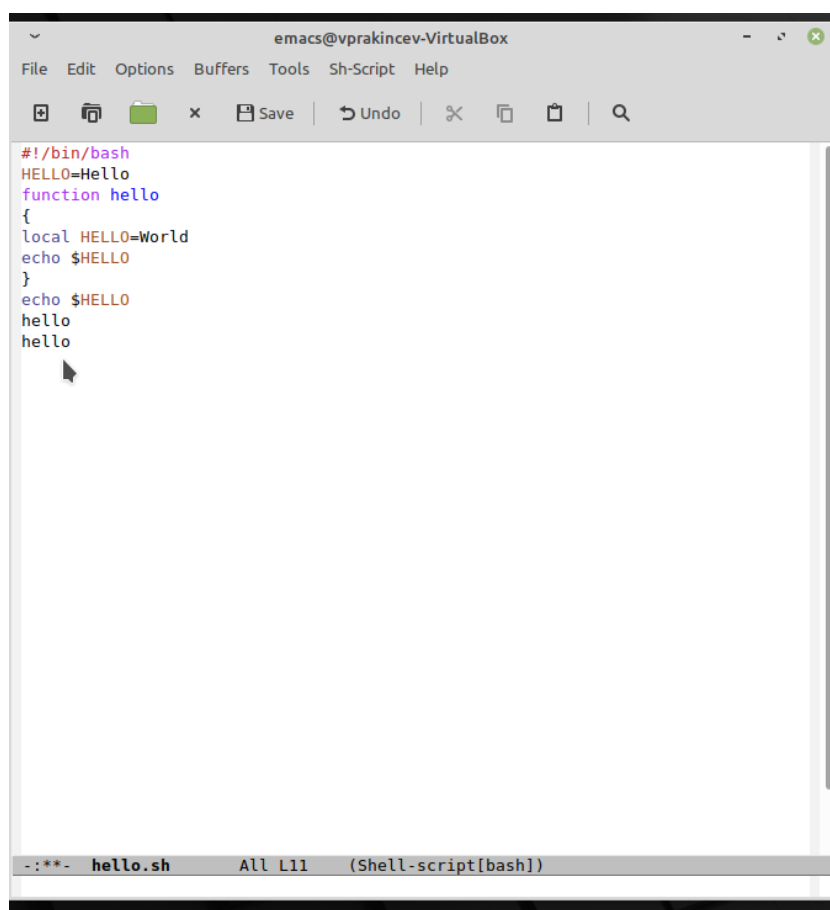 emacs@vprakincev-VirtualBox
File Edit Options Buffers Tools Sh-Script Help
Save Undo
#!/bin/bash
HELLO=Hello
function hello
{
local HELLO=World
echo $HELLO
}
echo $HELLO
hello
hello
-:**- hello.sh All L11 (Shell-script[bash])